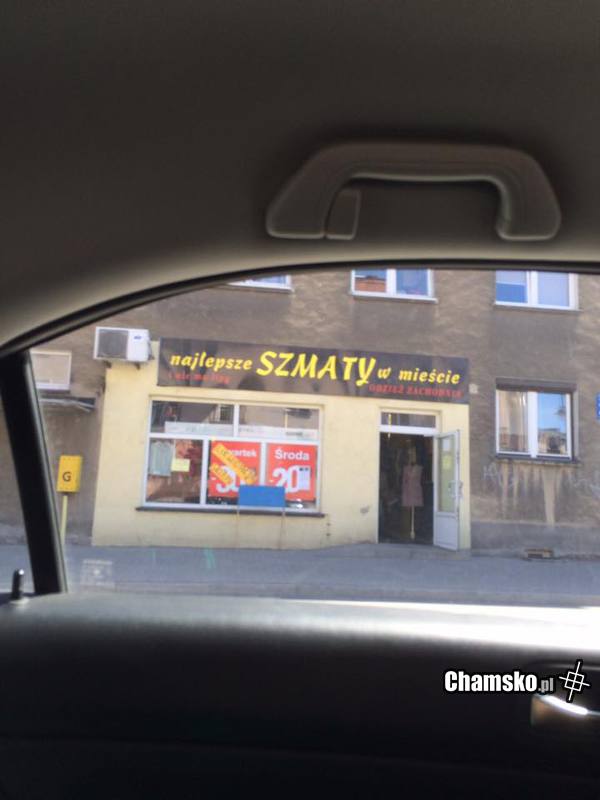 najlepsze SZMATY w mieście
ODZIEŻ ZACHODNIA
Środa
20
G
Chamsko.pl